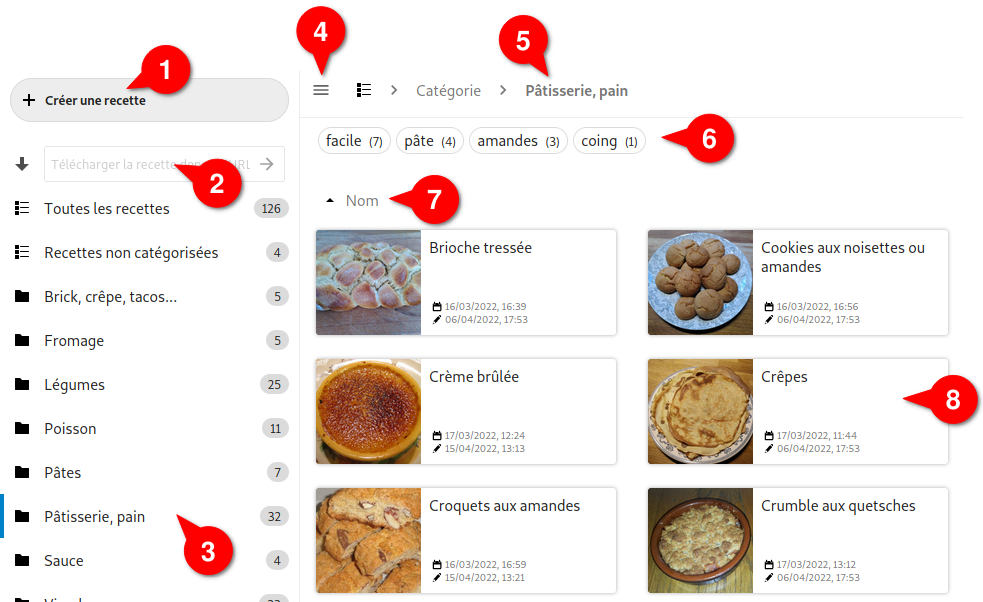 4
5
1
Catégorie
Pâtisserie, pain
Créer une recette
facile (7)
pâte (4)
amandes (3)
coing (1)
6
Télécharger la recette
2
7
Nom
Toutes les recettes 126
Recettes non catégorisées 4
Brick, crêpe, tacos... 5
Fromage 5
Légumes 25
Poisson 11
Pâtes 7
Pâtisserie, pain 32
3
Sauce 4
Brioche tressée
16/03/2022, 16:39
06/04/2022, 17:53
Cookies aux noisettes ou
amandes
16/03/2022, 16:56
06/04/2022, 17:53
Crème brûlée
17/03/2022, 12:24
15/04/2022, 13:13
Crêpes
17/03/2022, 11:44
06/04/2022, 17:53
8
Croquets aux amandes
16/03/2022, 16:59
15/04/2022, 13:21
Crumble aux quetsches
17/03/2022, 13:12
06/04/2022, 17:53